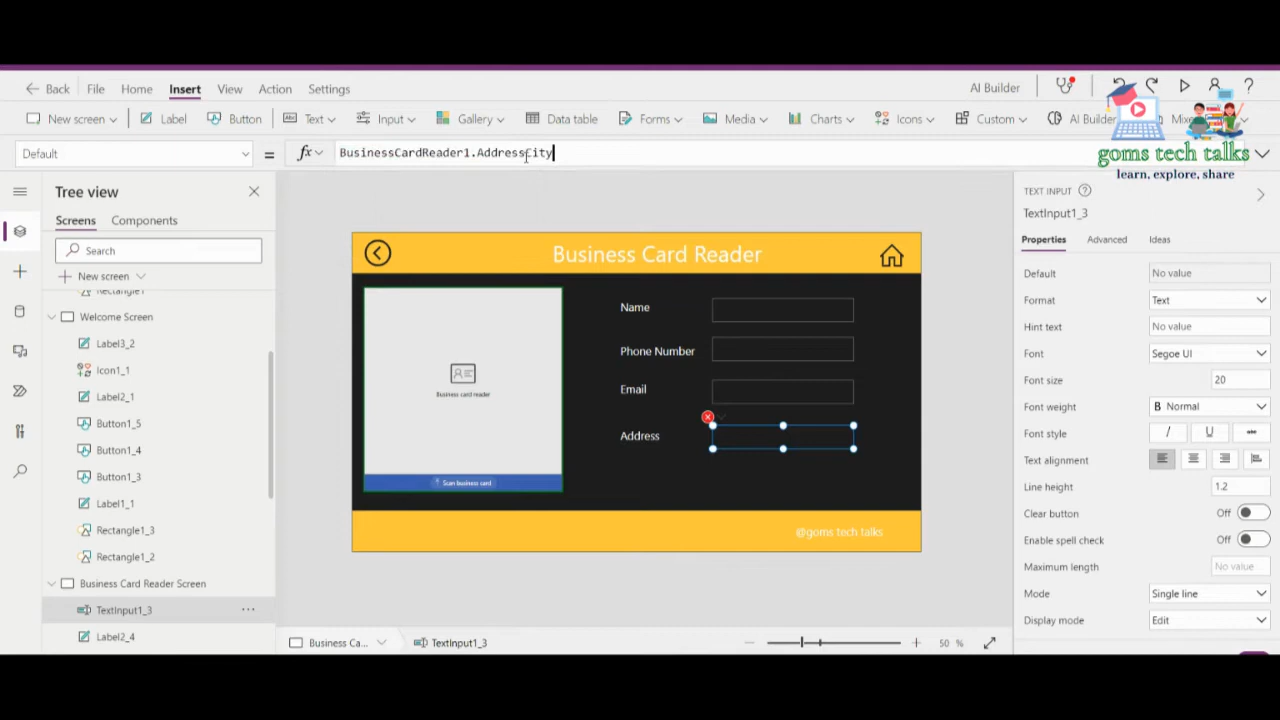 Back File Home Insert View Action Settings AI Builder
New screen Label Button Text Input Gallery Data table Forms Media Charts Icons Custom AI Builder Mixe
goms tech talks
learn, explore, share
Default = fx BusinessCardReader1.AddressCity
Tree view
Screens Components
Search
New screen
Rectangle1
Welcome Screen
Label3_2
Icon1_1
Label2_1
Button1_5
Button1_4
Button1_3
Label1_1
Rectangle1_3
Rectangle1_2
Business Card Reader Screen
TextInput1_3
Label2_4
Business Card Reader
Business card reader
Scan business card
Name
Phone Number
Email
Address
@goms tech talks
Business Ca... TextInput1_3 50 %
TEXT INPUT
TextInput1_3
Properties Advanced Ideas
Default No value
Format Text
Hint text No value
Font Segoe UI
Font size 20
Font weight B Normal
Font style / U abc
Text alignment
Line height 1.2
Clear button Off
Enable spell check Off
Maximum length No value
Mode Single line
Display mode Edit